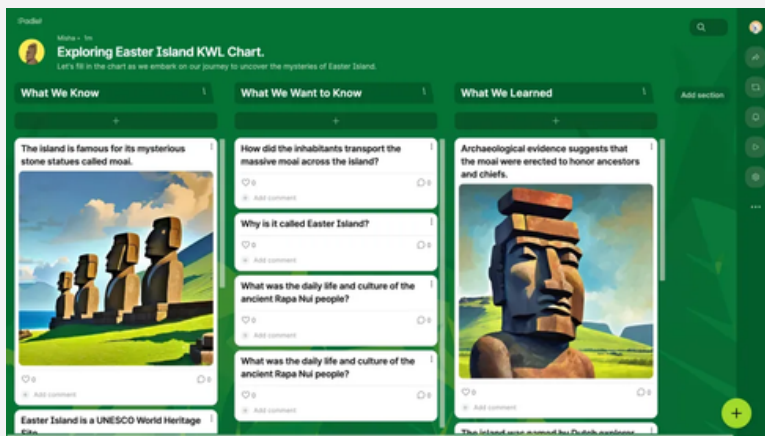 :Padlet
Misha • 1m
Exploring Easter Island KWL Chart.
Let's fill in the chart as we embark on our journey to uncover the mysteries of Easter Island.
What We Know
What We Want to Know
What We Learned
Add section
The island is famous for its mysterious
stone statues called moai.
0
0
Add comment
Easter Island is a UNESCO World Heritage
Site.
How did the inhabitants transport the
massive moai across the island?
0
0
Add comment
Why is it called Easter Island?
0
0
Add comment
What was the daily life and culture of the
ancient Rapa Nui people?
0
0
Add comment
What was the daily life and culture of the
ancient Rapa Nui people?
0
0
Add comment
Archaeological evidence suggests that
the moai were erected to honor ancestors
and chiefs.
0
0
Add comment
The island was named by Dutch explorer